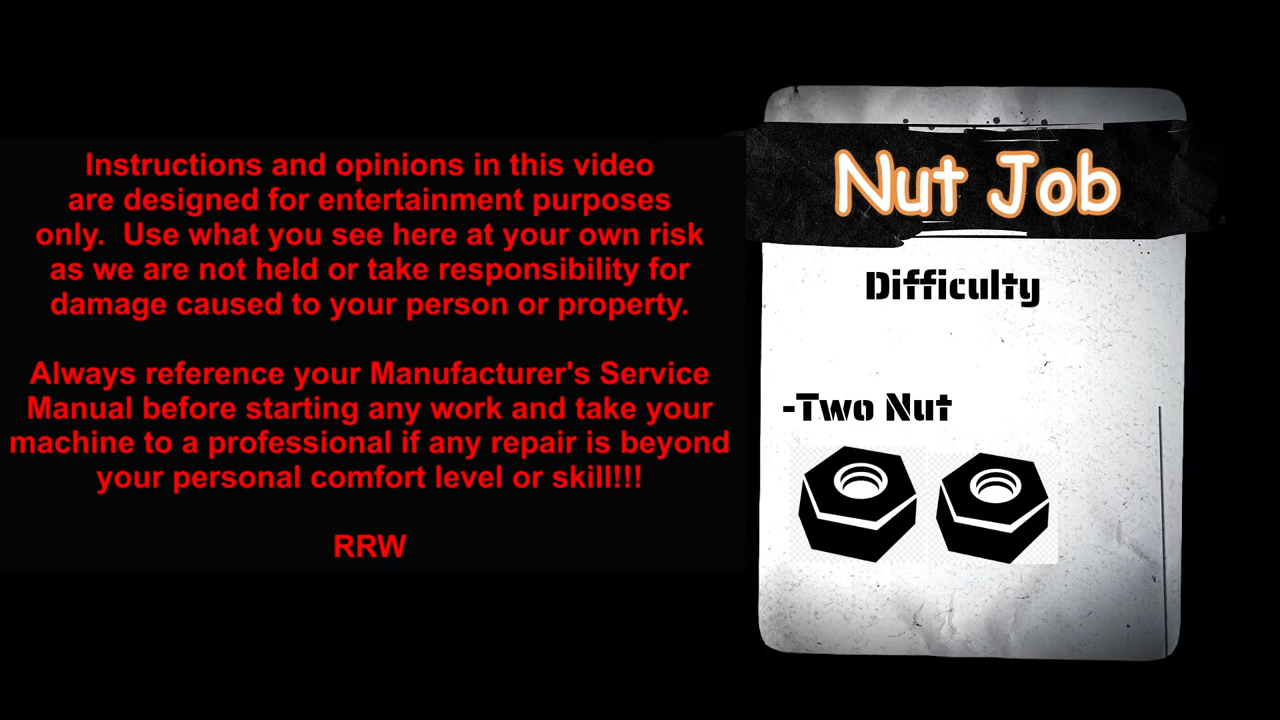 Instructions and opinions in this video
are designed for entertainment purposes
only.  Use what you see here at your own risk
as we are not held or take responsibility for
damage caused to your person or property.
Always reference your Manufacturer's Service
Manual before starting any work and take your
machine to a professional if any repair is beyond
your personal comfort level or skill!!!
RRW
Nut Job
Difficulty
-Two Nut